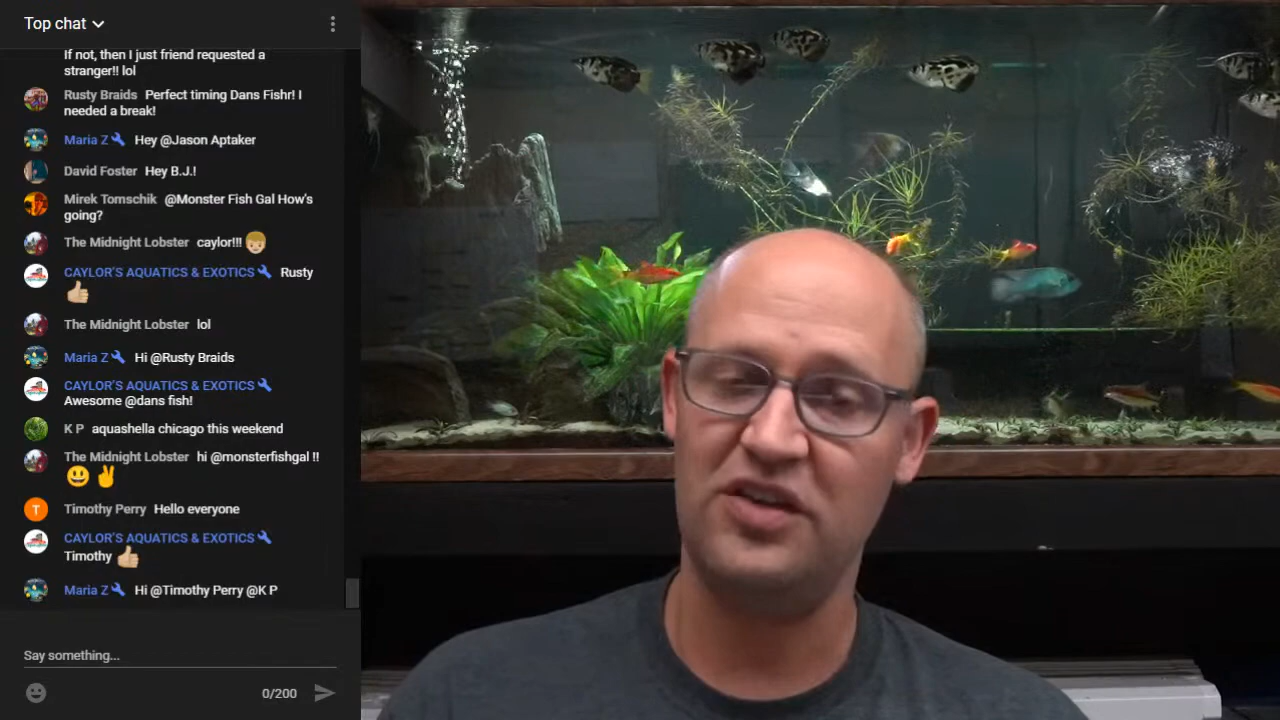 Top chat
If not, then I just friend requested a
stranger!! lol
Rusty Braids Perfect timing Dans Fishr! I
needed a break!
Maria Z Hey @Jason Aptaker
David Foster Hey B.J.!
Mirek Tomschik @Monster Fish Gal How's
going?
The Midnight Lobster caylor!!!
CAYLOR'S AQUATICS & EXOTICS Rusty
The Midnight Lobster lol
Maria Z Hi @Rusty Braids
CAYLOR'S AQUATICS & EXOTICS
Awesome @dans fish!
K P aquashella chicago this weekend
The Midnight Lobster hi @monsterfishgal !!
T Timothy Perry Hello everyone
CAYLOR'S AQUATICS & EXOTICS
Timothy
Maria Z Hi @Timothy Perry @K P
Say something...
0/200